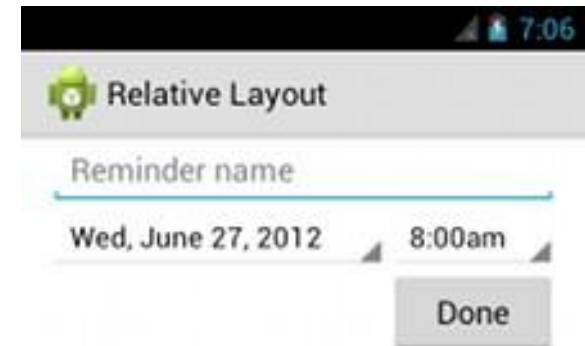 7:06
Relative Layout
Reminder name
Wed, June 27, 2012 8:00am
Done